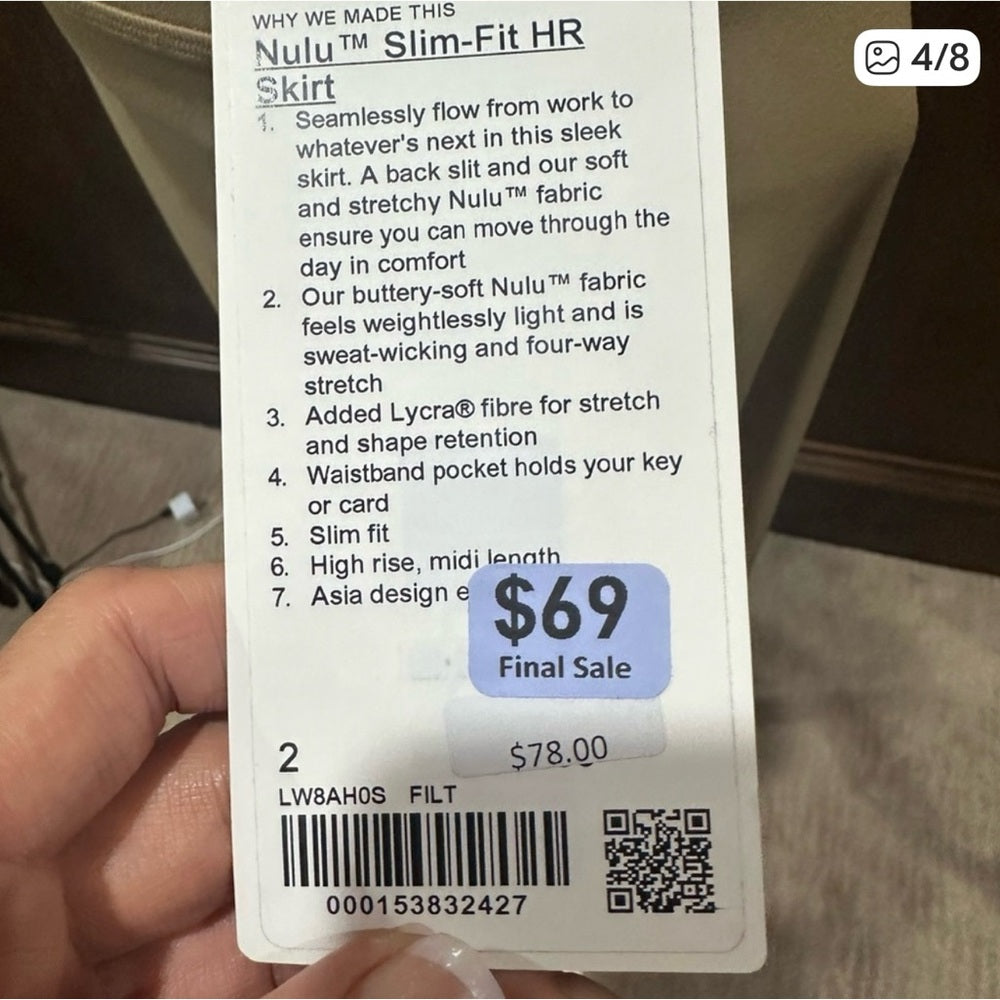 4/8
WHY WE MADE THIS
Nulu™ Slim-Fit HR
Skirt
1. Seamlessly flow from work to
whatever's next in this sleek
skirt. A back slit and our soft
and stretchy Nulu™ fabric
ensure you can move through the
day in comfort
2. Our buttery-soft Nulu™ fabric
feels weightlessly light and is
sweat-wicking and four-way
stretch
3. Added Lycra® fibre for stretch
and shape retention
4. Waistband pocket holds your key
or card
5. Slim fit
6. High rise, midi length
7. Asia design
$69
Final Sale
$78.00
2
LW8AH0S FILT
000153832427